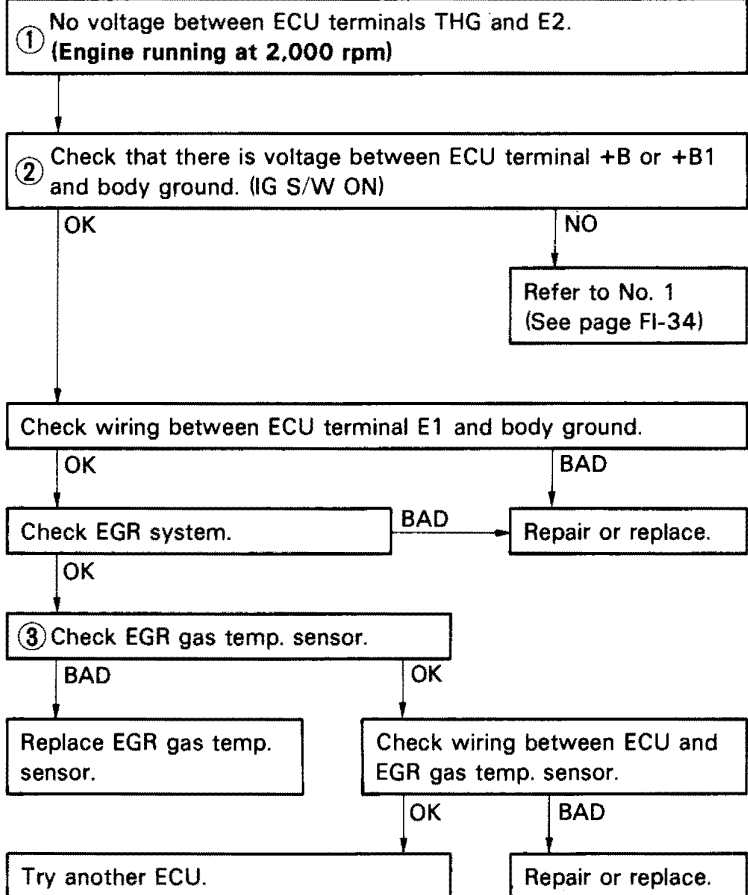 ① No voltage between ECU terminals THG and E2.
(Engine running at 2,000 rpm)
② Check that there is voltage between ECU terminal +B or +B1
and body ground. (IG S/W ON)
OK
NO
Refer to No. 1
(See page FI-34)
Check wiring between ECU terminal E1 and body ground.
OK
BAD
Check EGR system.
BAD
Repair or replace.
OK
③ Check EGR gas temp. sensor.
BAD
OK
Replace EGR gas temp.
sensor.
Check wiring between ECU and
EGR gas temp. sensor.
OK
BAD
Try another ECU.
Repair or replace.